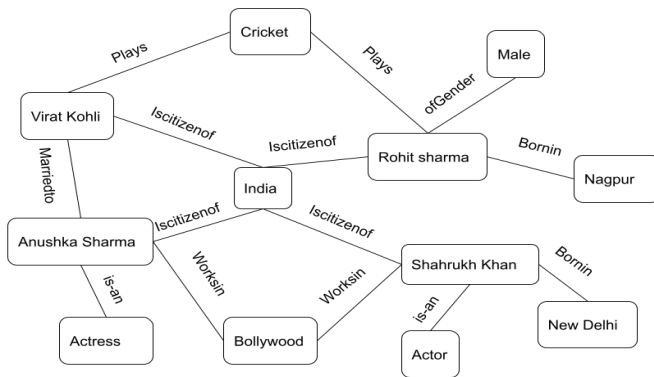 Cricket
Plays
Plays
Male
ofGender
Virat Kohli
Iscitizenof
Iscitizenof
Rohit sharma
Bornin
Nagpur
Marriedto
India
Iscitizenof
Iscitizenof
Anushka Sharma
Worksin
Worksin
Shahrukh Khan
Bornin
is-an
is-an
Actress
Bollywood
Actor
New Delhi